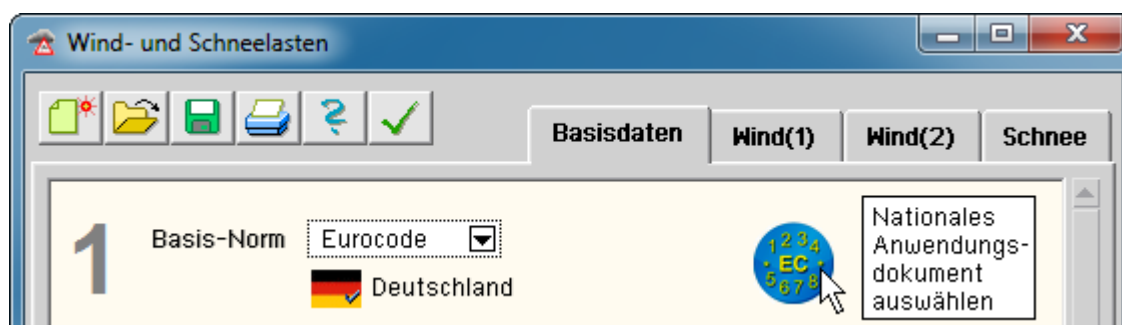 Wind- und Schneelasten
Basisdaten Wind(1) Wind(2) Schnee
1 Basis-Norm Eurocode
Deutschland
1 2 3 4
EC
5 6 7 8
Nationales
Anwendungs-
dokument
auswählen